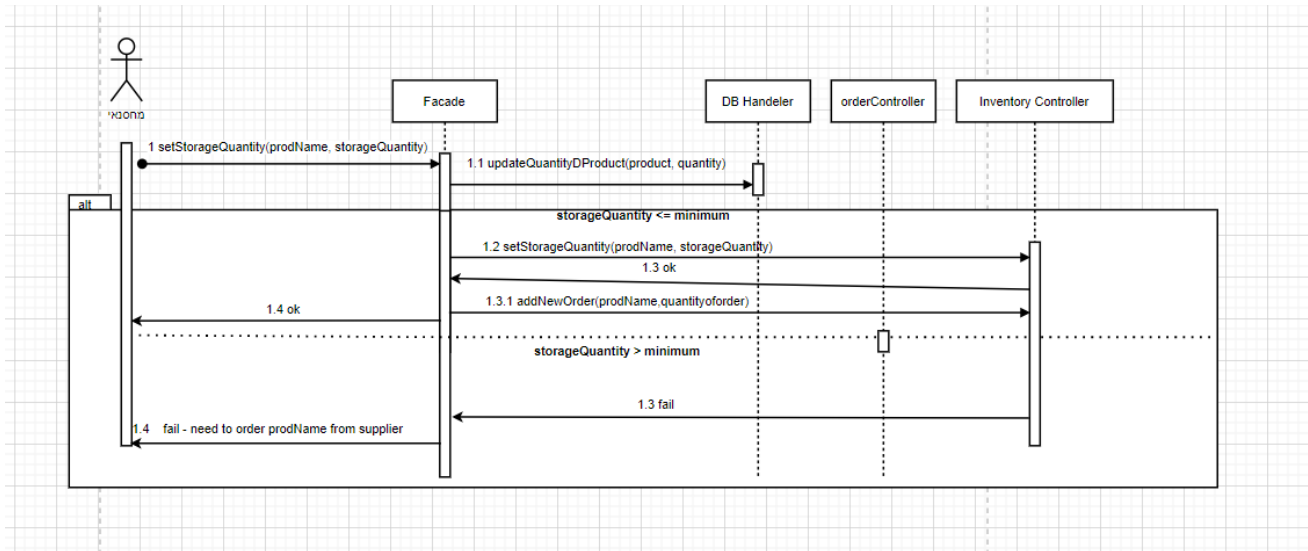 מחסנאי
Facade
DB Handeler
orderController
Inventory Controller
1 setStorageQuantity(prodName, storageQuantity)
1.1 updateQuantityDProduct(product, quantity)
alt
storageQuantity <= minimum
1.2 setStorageQuantity(prodName, storageQuantity)
1.3 ok
1.3.1 addNewOrder(prodName,quantityoforder)
1.4 ok
storageQuantity > minimum
1.3 fail
1.4 fail - need to order prodName from supplier